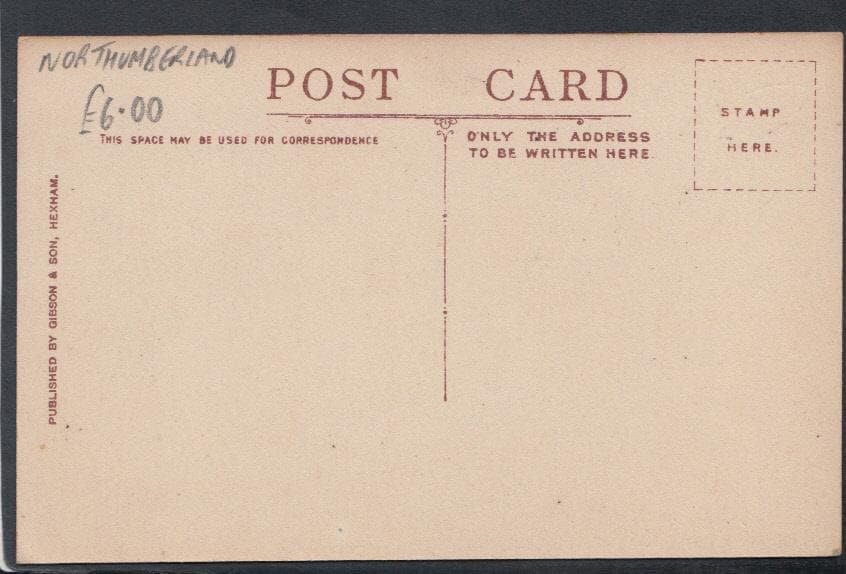 NORTHUMBERLAND
£6.00
POST CARD
THIS SPACE MAY BE USED FOR CORRESPONDENCE
ONLY THE ADDRESS
TO BE WRITTEN HERE.
STAMP
HERE.
PUBLISHED BY GIBSON & SON, HEXHAM.